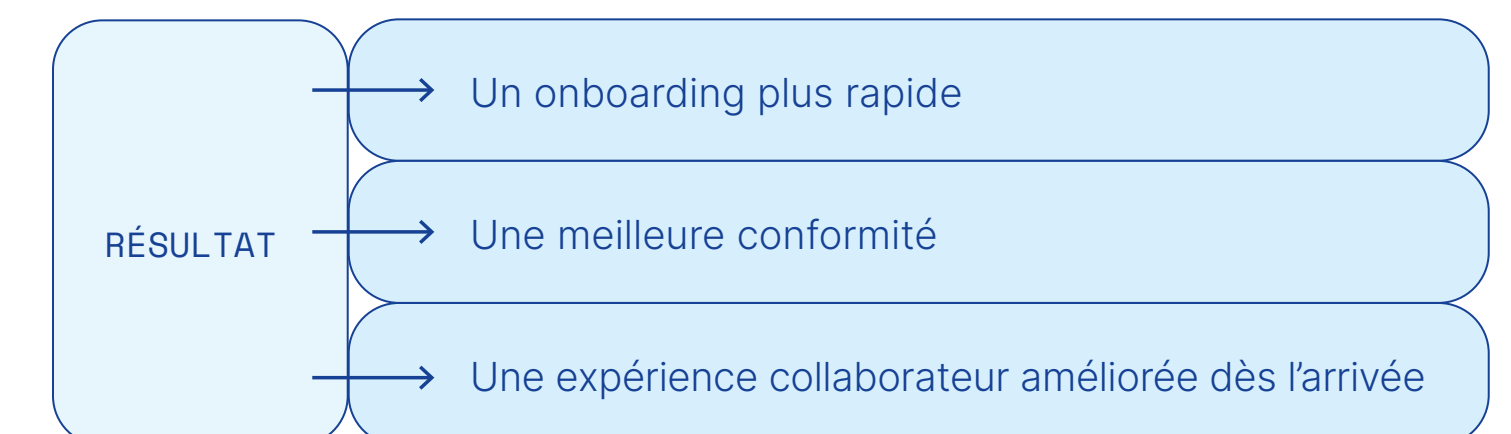 Un onboarding plus rapide
RÉSULTAT
Une meilleure conformité
Une expérience collaborateur améliorée dès l’arrivée